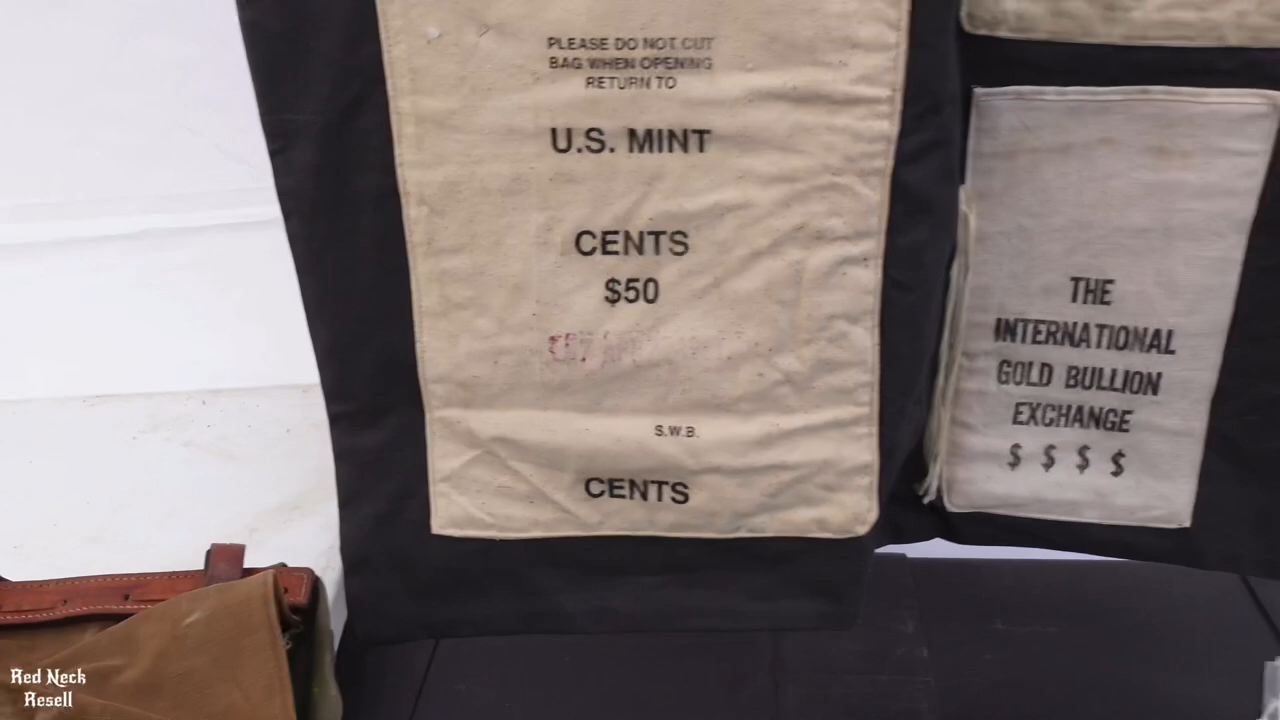 PLEASE DO NOT CUT
BAG WHEN OPENING
RETURN TO
U.S. MINT
CENTS
$50
S.W.B.
CENTS
THE
INTERNATIONAL
GOLD BULLION
EXCHANGE
$ $ $ $
Red Neck
Resell